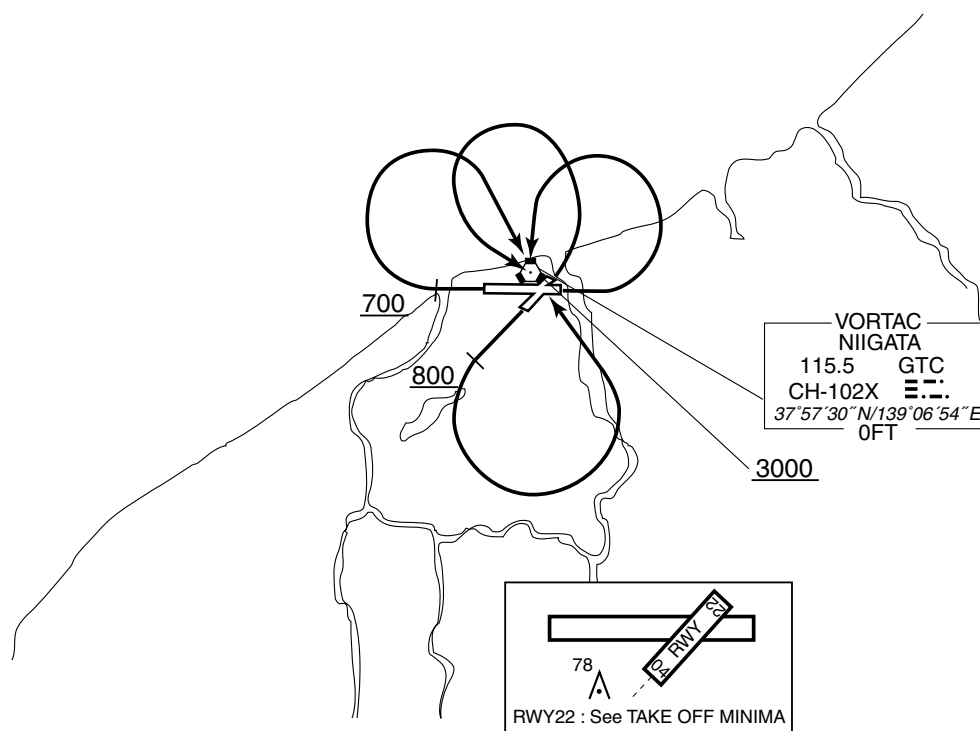 700
800
VORTAC
NIIGATA
115.5 GTC
CH-102X
37°57´30˝N/139°06´54˝E
0FT
3000
RWY
22
04
78
RWY22 : See TAKE OFF MINIMA